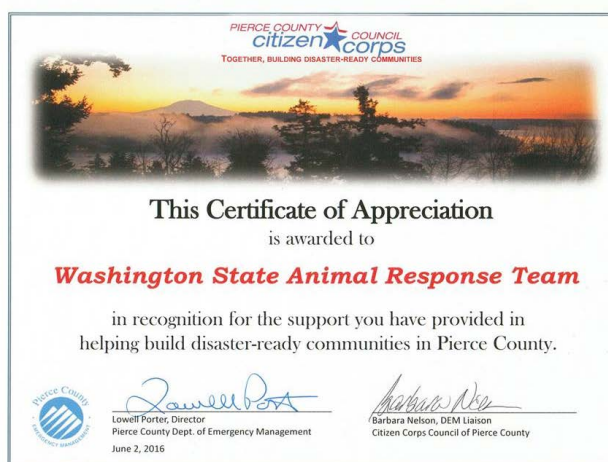 PIERCE COUNTY COUNCIL
citizen corps
TOGETHER, BUILDING DISASTER-READY COMMUNITIES
This Certificate of Appreciation
is awarded to
Washington State Animal Response Team
in recognition for the support you have provided in
helping build disaster-ready communities in Pierce County.
Pierce County
EMERGENCY MANAGEMENT
Lowell Porter, Director
Pierce County Dept. of Emergency Management
June 2, 2016
Barbara Nelson, DEM Liaison
Citizen Corps Council of Pierce County